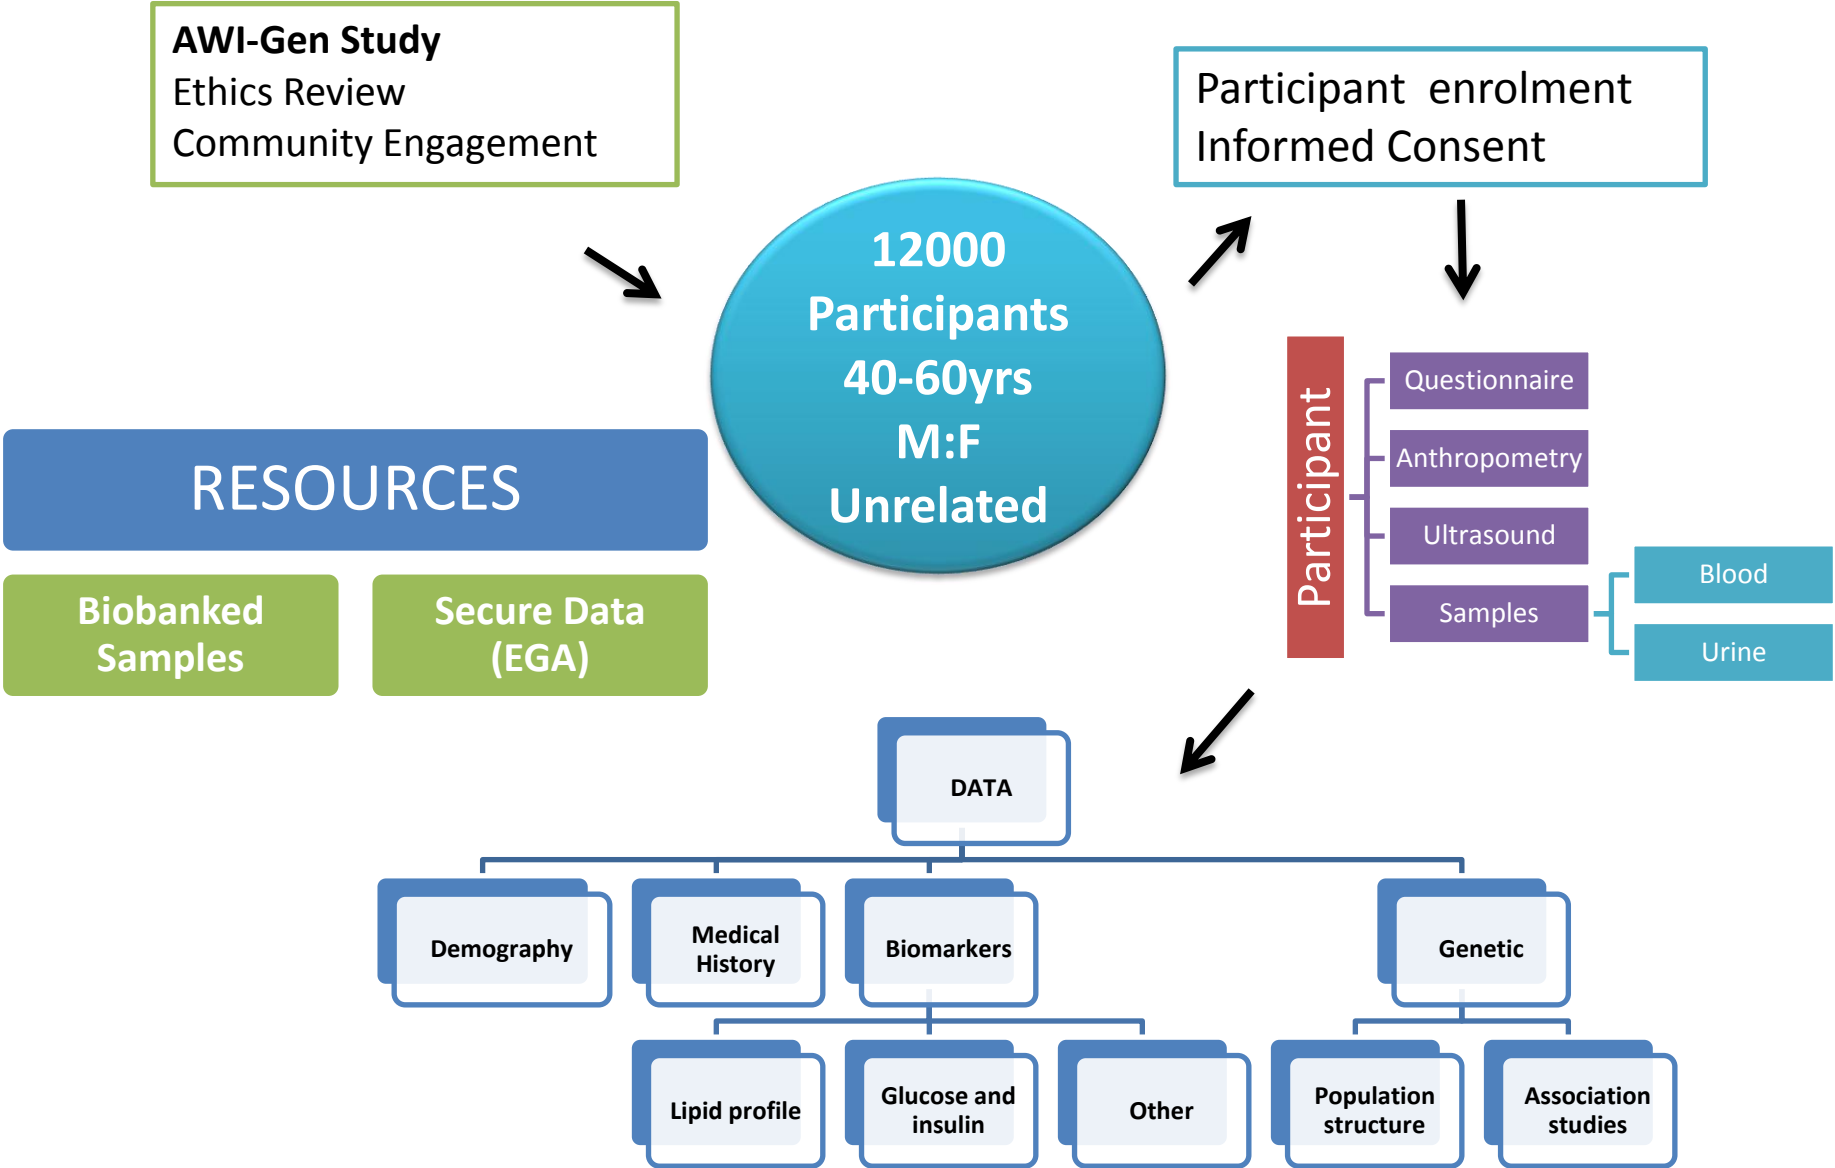 AWI-Gen Study
Ethics Review
Community Engagement
Participant enrolment
Informed Consent
12000
Participants
40-60yrs
M:F
Unrelated
RESOURCES
Biobanked
Samples
Secure Data
(EGA)
Participant
Questionnaire
Anthropometry
Ultrasound
Samples
Blood
Urine
DATA
Demography
Medical
History
Biomarkers
Genetic
Lipid profile
Glucose and
insulin
Other
Population
structure
Association
studies